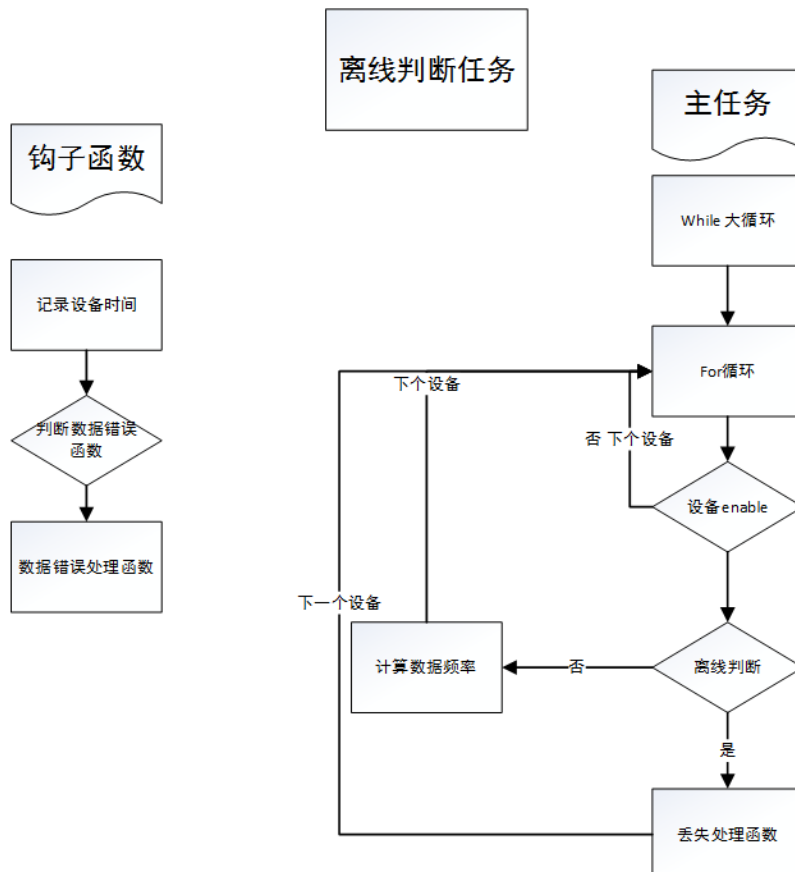 离线判断任务
主任务
钩子函数
While 大循环
记录设备时间
For循环
下个设备
判断数据错误
函数
否 下个设备
设备enable
数据错误处理函数
下一个设备
计算数据频率
否
离线判断
是
丢失处理函数